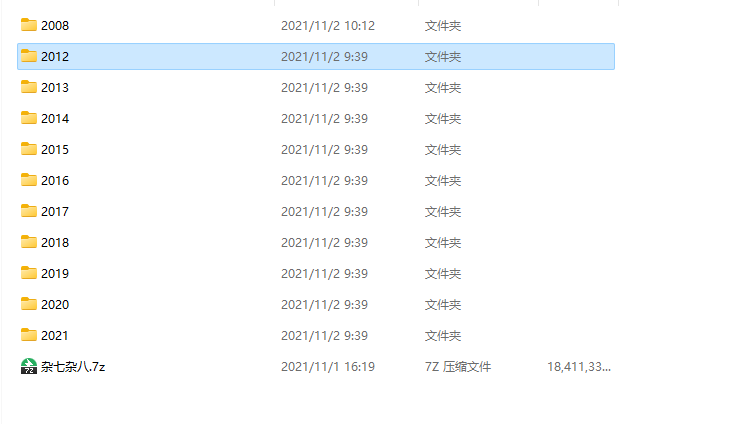 2008 2021/11/2 10:12 文件夹
2012 2021/11/2 9:39 文件夹
2013 2021/11/2 9:39 文件夹
2014 2021/11/2 9:39 文件夹
2015 2021/11/2 9:39 文件夹
2016 2021/11/2 9:39 文件夹
2017 2021/11/2 9:39 文件夹
2018 2021/11/2 9:39 文件夹
2019 2021/11/2 9:39 文件夹
2020 2021/11/2 9:39 文件夹
2021 2021/11/2 9:39 文件夹
7Z 杂七杂八.7z 2021/11/1 16:19 7Z 压缩文件 18,411,33...